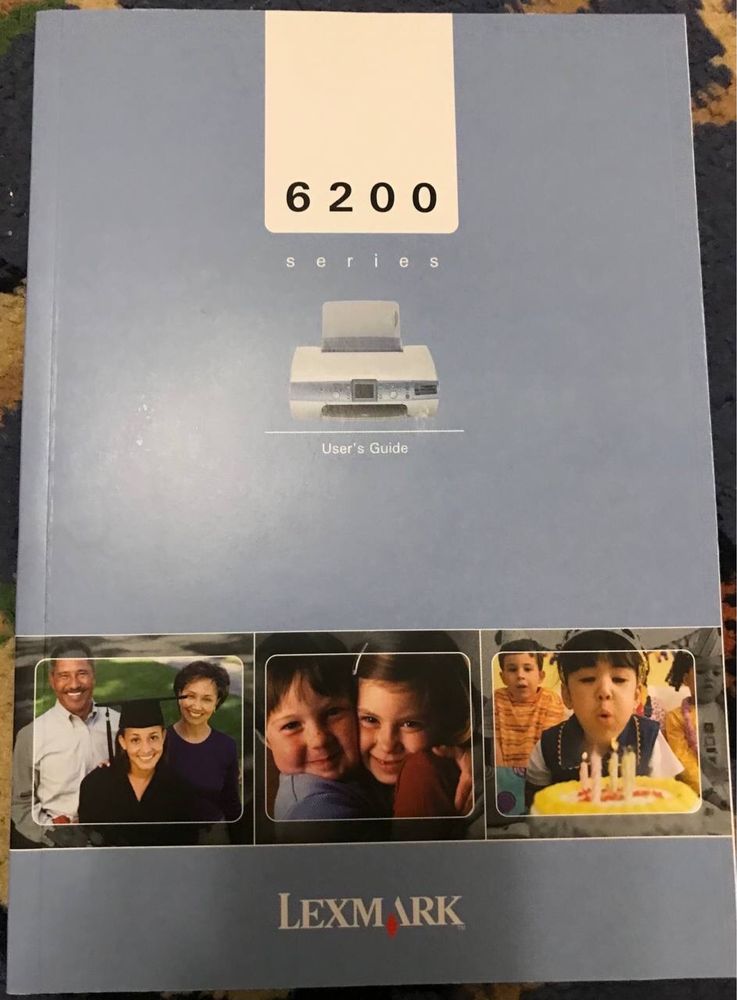 6200
series
User's Guide
LEXMARK